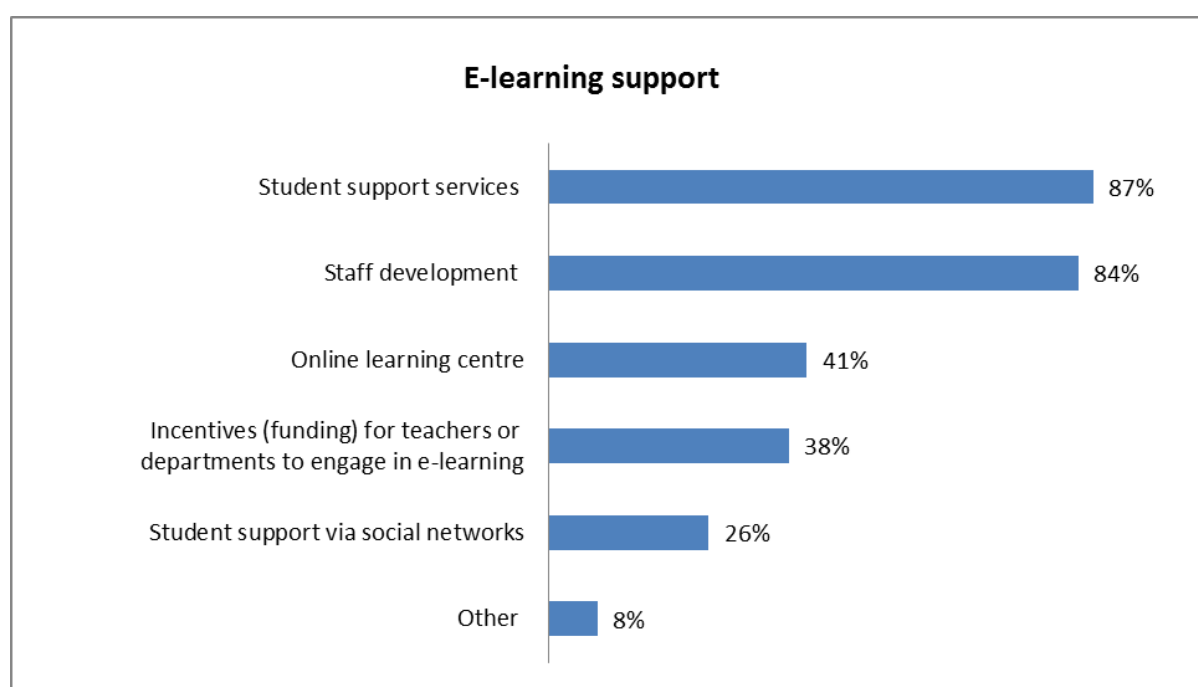 E-learning support
Student support services 87%
Staff development 84%
Online learning centre 41%
Incentives (funding) for teachers or
departments to engage in e-learning 38%
Student support via social networks 26%
Other 8%